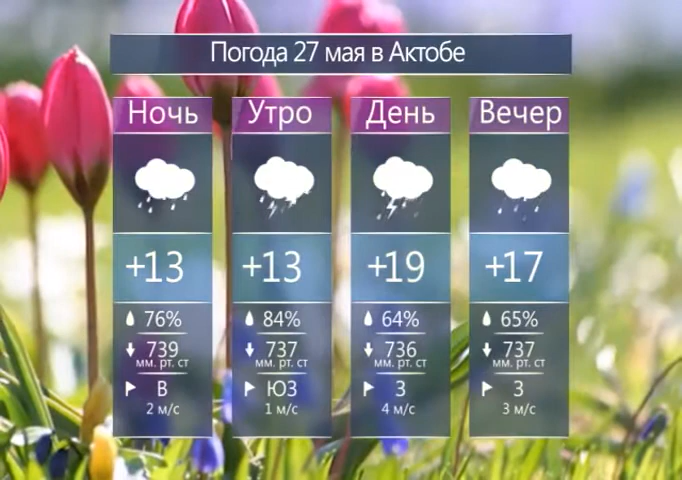 Погода 27 мая в Актобе
Ночь Утро День Вечер
+13 +13 +19 +17
76% 84% 64% 65%
739 737 736 737
мм. рт. ст мм. рт. ст мм. рт. ст мм. рт. ст
В ЮЗ З З
2 м/с 1 м/с 4 м/с 3 м/с